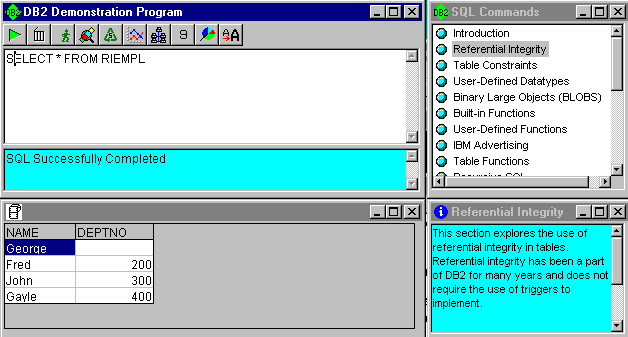 DB2 Demonstration Program
SELECT * FROM RIEMPL
SQL Successfully Completed
NAME DEPTNO
George
Fred 200
John 300
Gayle 400
SQL Commands
Introduction
Referential Integrity
Table Constraints
User-Defined Datatypes
Binary Large Objects (BLOBS)
Built-in Functions
User-Defined Functions
IBM Advertising
Table Functions
Recursive SQL
Referential Integrity
This section explores the use of
referential integrity in tables.
Referential integrity has been a part
of DB2 for many years and does not
require the use of triggers to
implement.